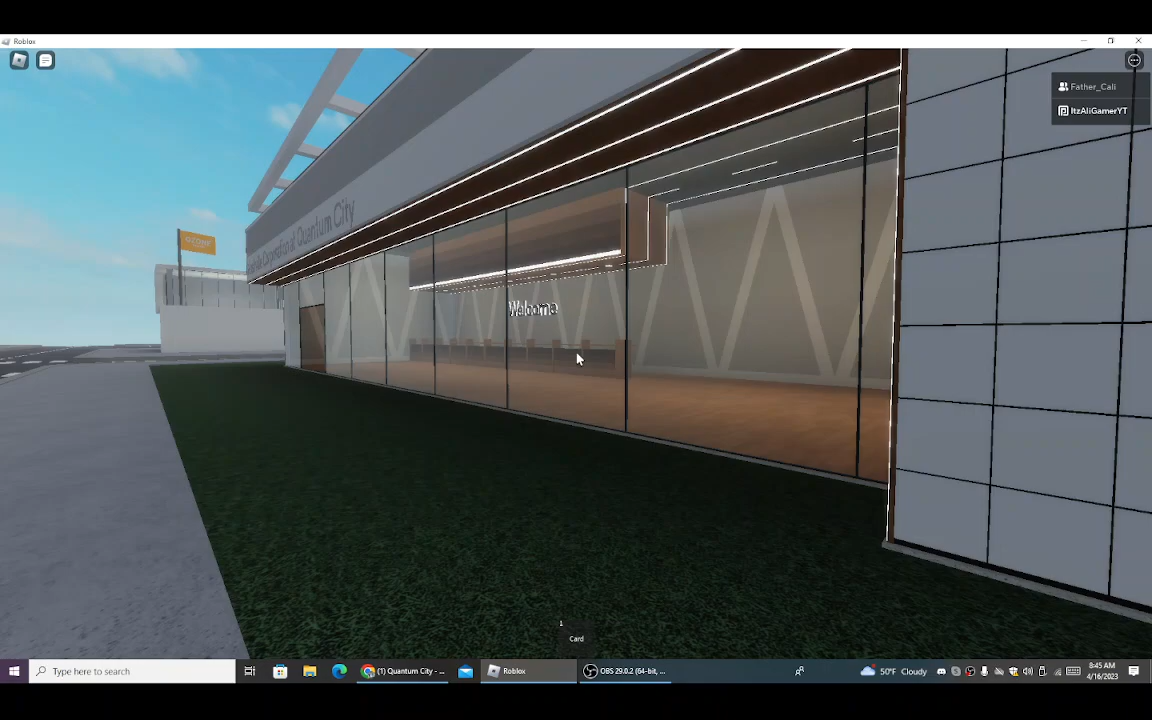 Roblox
Father_Cali
ItzAliGamerYT
OZONE
Quantum City
Welcome
1
Card
Type here to search
(1) Quantum City - ...
Roblox
OBS 29.0.2 (64-bit, ...
50°F Cloudy
8:45 AM
4/16/2023